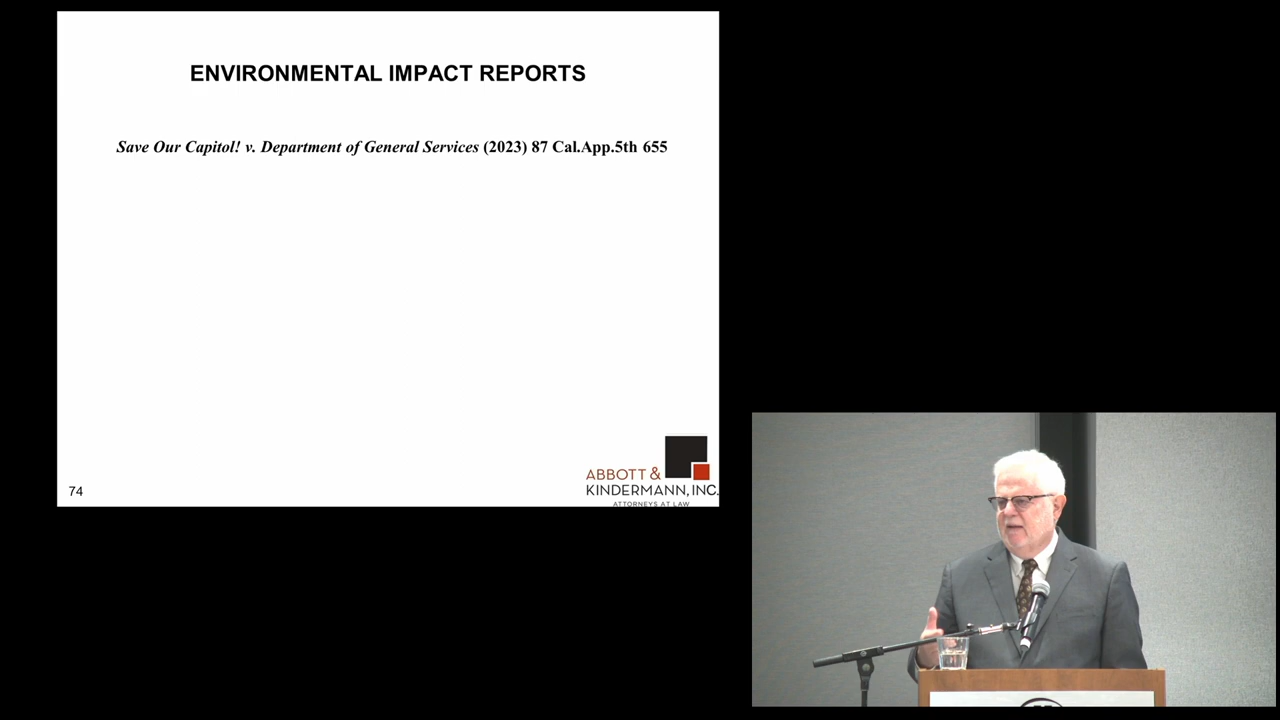 ENVIRONMENTAL IMPACT REPORTS
Save Our Capitol! v. Department of General Services (2023) 87 Cal.App.5th 655
74
ABBOTT &
KINDERMANN, INC.
ATTORNEYS AT LAW